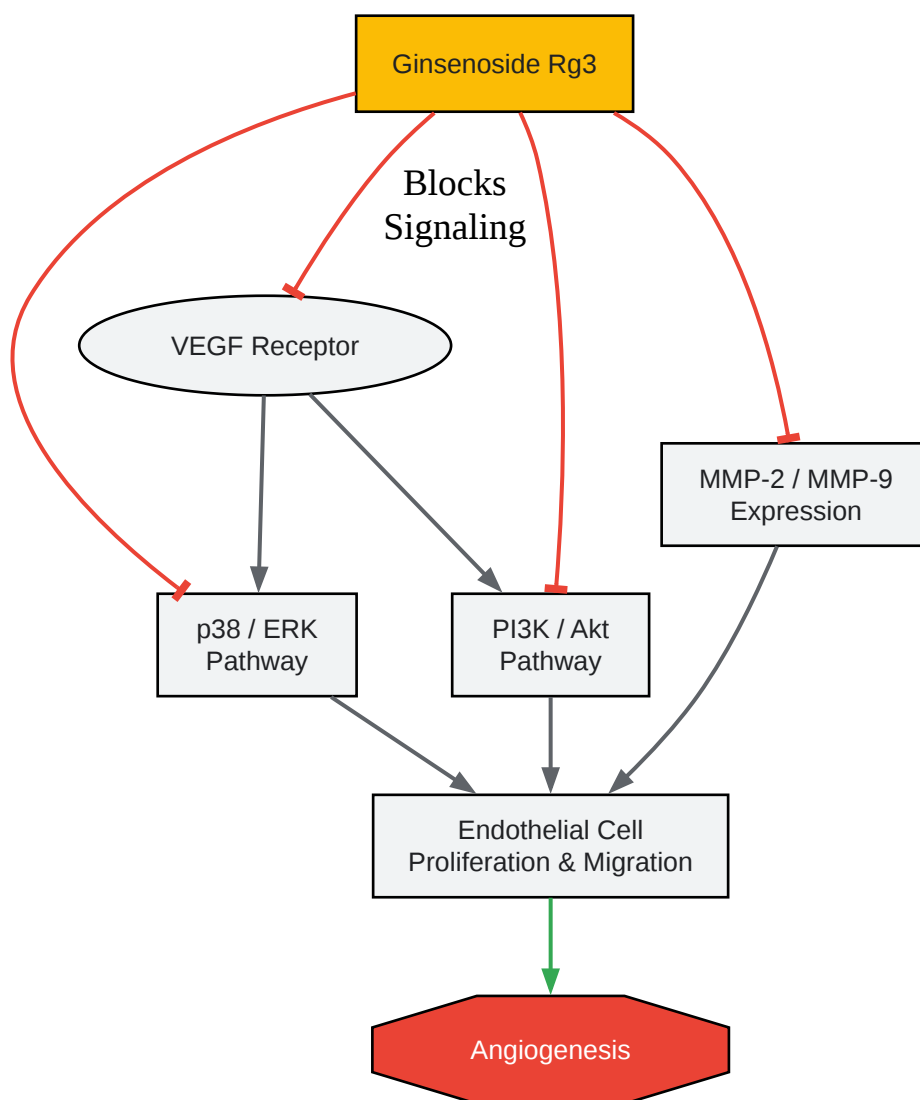 Ginsenoside Rg3
Blocks
Signaling
VEGF Receptor
MMP-2 / MMP-9
Expression
p38 / ERK
Pathway
PI3K / Akt
Pathway
Endothelial Cell
Proliferation & Migration
Angiogenesis